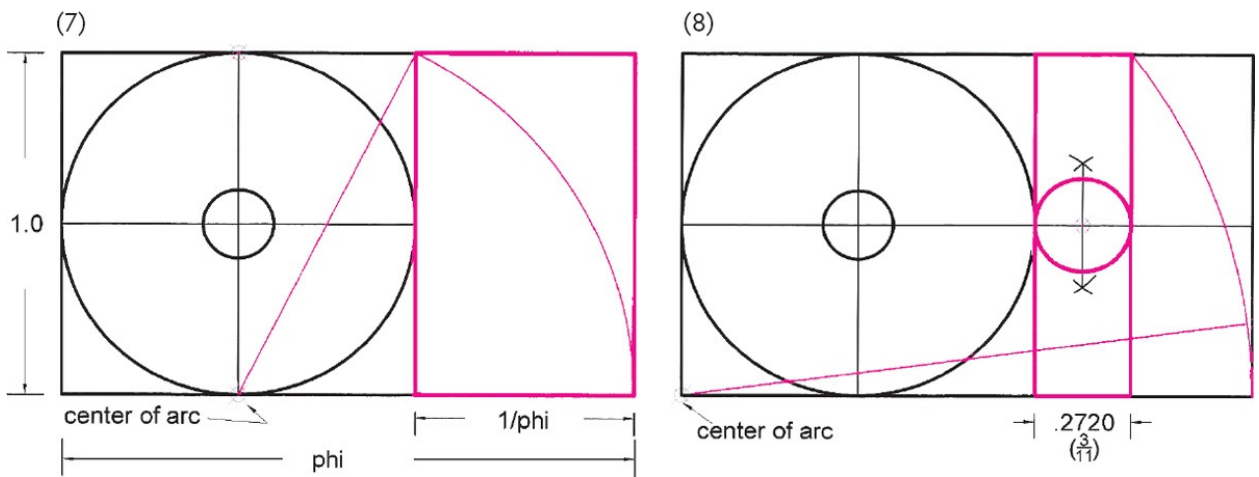 (7)
1.0
center of arc
1/phi
phi
(8)
center of arc
.2720
(3/11)